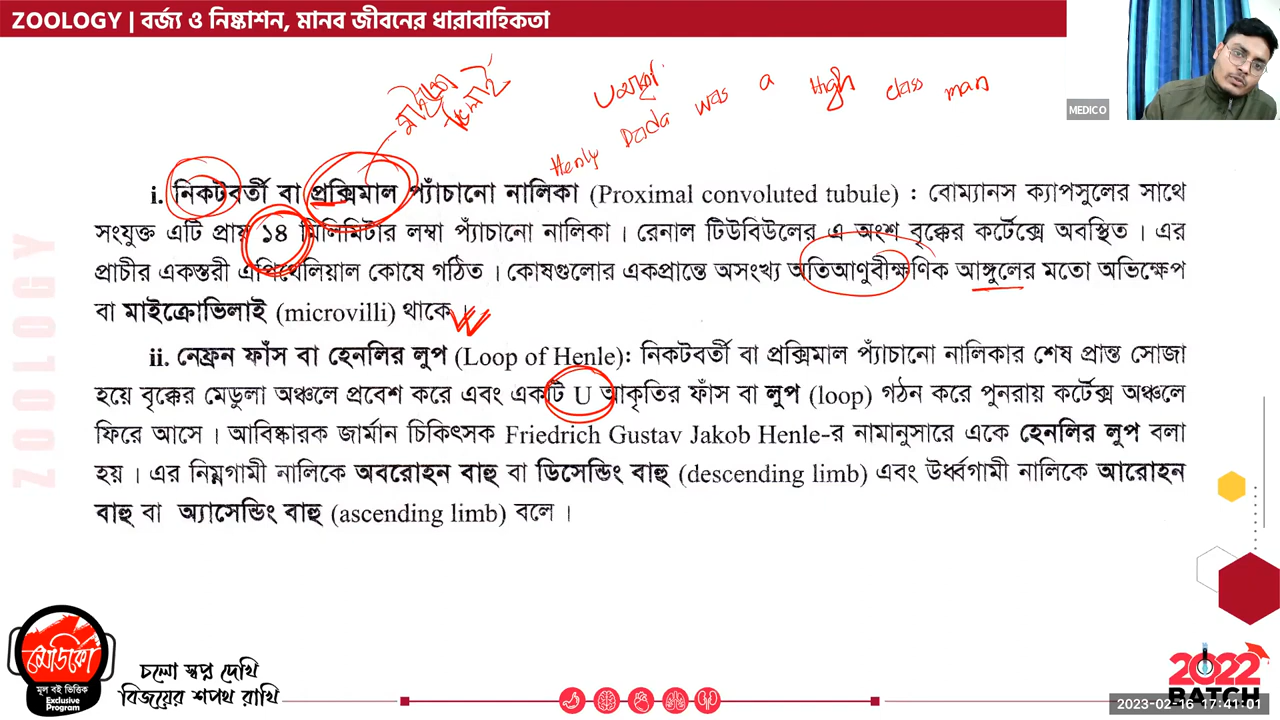 ZOOLOGY | বর্জ্য ও নিষ্কাশন, মানব জীবনের ধারাবাহিকতা
MEDICO
Henly Dada was a High class man
i. নিকটবর্তী বা প্রক্সিমাল প্যাঁচানো নালিকা (Proximal convoluted tubule) : বোম্যানস ক্যাপসুলের সাথে
সংযুক্ত এটি প্রায় ১৪ মিলিমিটার লম্বা প্যাঁচানো নালিকা। রেনাল টিউবিউলের এ অংশ বৃক্কের কর্টেক্সে অবস্থিত। এর
প্রাচীর একস্তরী এপিথেলিয়াল কোষে গঠিত। কোষগুলোর একপ্রান্তে অসংখ্য অতিআণুবীক্ষণিক আঙ্গুলের মতো অভিক্ষেপ
বা মাইক্রোভিলাই (microvilli) থাকে।
ii. নেফ্রন ফাঁস বা হেনলির লুপ (Loop of Henle): নিকটবর্তী বা প্রক্সিমাল প্যাঁচানো নালিকার শেষ প্রান্ত সোজা
হয়ে বৃক্কের মেডুলা অঞ্চলে প্রবেশ করে এবং একটি U আকৃতির ফাঁস বা লুপ (loop) গঠন করে পুনরায় কর্টেক্স অঞ্চলে
ফিরে আসে। আবিষ্কারক জার্মান চিকিৎসক Friedrich Gustav Jakob Henle-র নামানুসারে একে হেনলির লুপ বলা
হয়। এর নিম্নগামী নালিকে অবরোহন বাহু বা ডিসেন্ডিং বাহু (descending limb) এবং উর্ধ্বগামী নালিকে আরোহন
বাহু বা অ্যাসেন্ডিং বাহু (ascending limb) বলে।
ZOOLOGY
মেডিকো
মূল বই ভিত্তিক
Exclusive
Program
চলো স্বপ্ন দেখি
বিজয়ের শপথ রাখি
2022
BATCH
2023-02-16 17:41:01